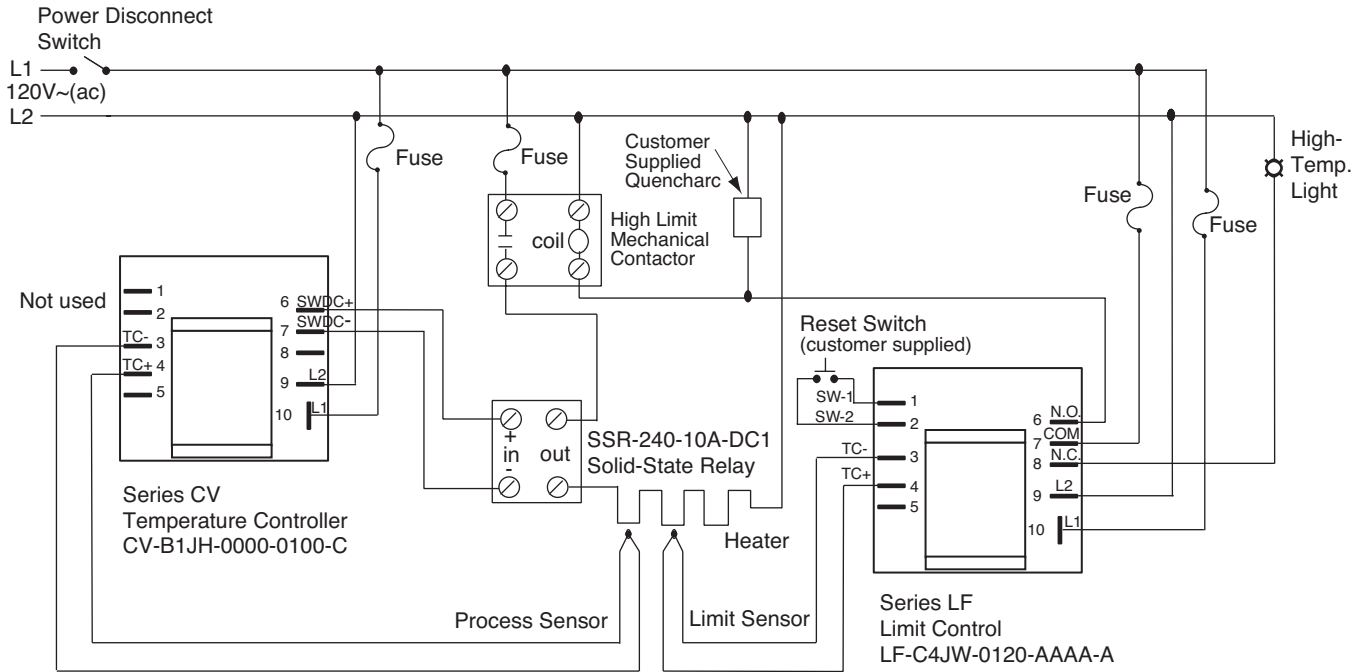 Power Disconnect
Switch
L1
120V~(ac)
L2
Fuse
Fuse
Customer
Supplied
Quencharc
High-
Temp.
Light
Fuse
Fuse
coil
High Limit
Mechanical
Contactor
Not used
1
2
TC- 3
TC+ 4
5
6 SWDC+
7 SWDC-
8
9 L2
10 L1
Reset Switch
(customer supplied)
SW-1 1
SW-2 2
TC- 3
TC+ 4
5
6 N.O.
7 COM
8 N.C.
9 L2
10 L1
+
in
-
out
SSR-240-10A-DC1
Solid-State Relay
Heater
Series CV
Temperature Controller
CV-B1JH-0000-0100-C
Process Sensor
Limit Sensor
Series LF
Limit Control
LF-C4JW-0120-AAAA-A